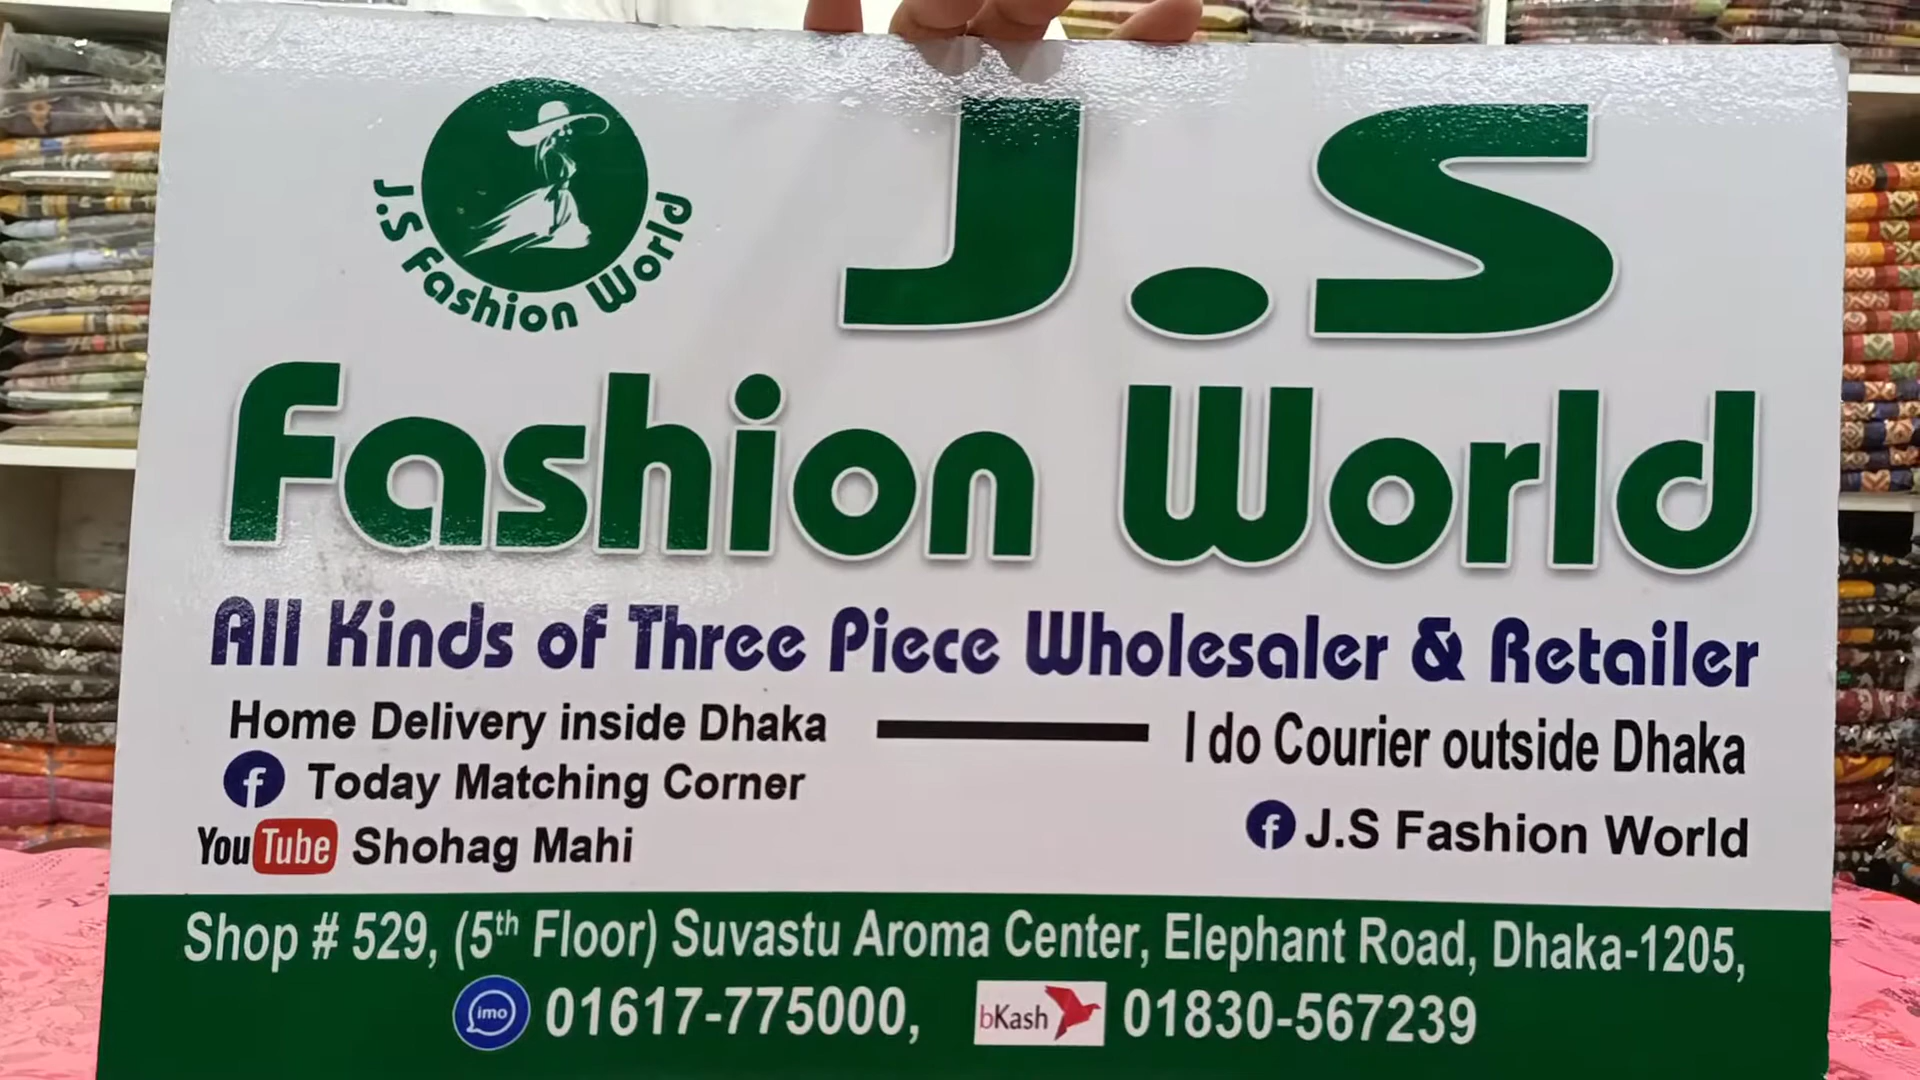 J.S Fashion World
J.S
Fashion World
All Kinds of Three Piece Wholesaler & Retailer
Home Delivery inside Dhaka
I do Courier outside Dhaka
f Today Matching Corner
YouTube Shohag Mahi
f J.S Fashion World
Shop # 529, (5th Floor) Suvastu Aroma Center, Elephant Road, Dhaka-1205,
imo 01617-775000, bKash 01830-567239